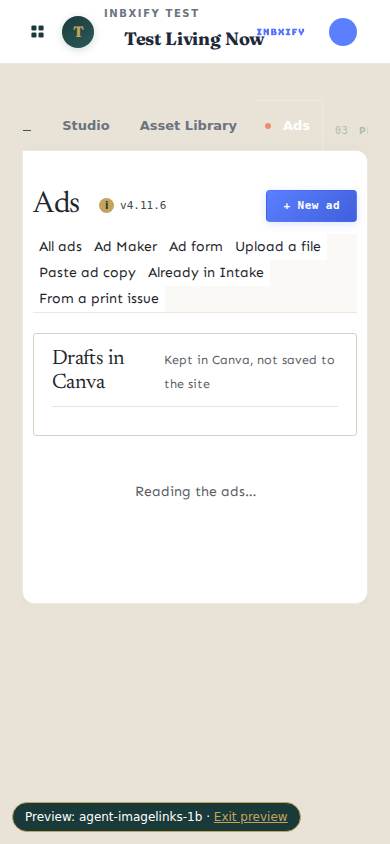 INBXIFY TEST
T
Test Living Now
INBXIFY
Studio
Asset Library
Ads
03
Ads
i
v4.11.6
+ New ad
All ads Ad Maker Ad form Upload a file
Paste ad copy Already in Intake
From a print issue
Drafts in
Canva
Kept in Canva, not saved to
the site
Reading the ads...
Preview: agent-imagelinks-1b · Exit preview